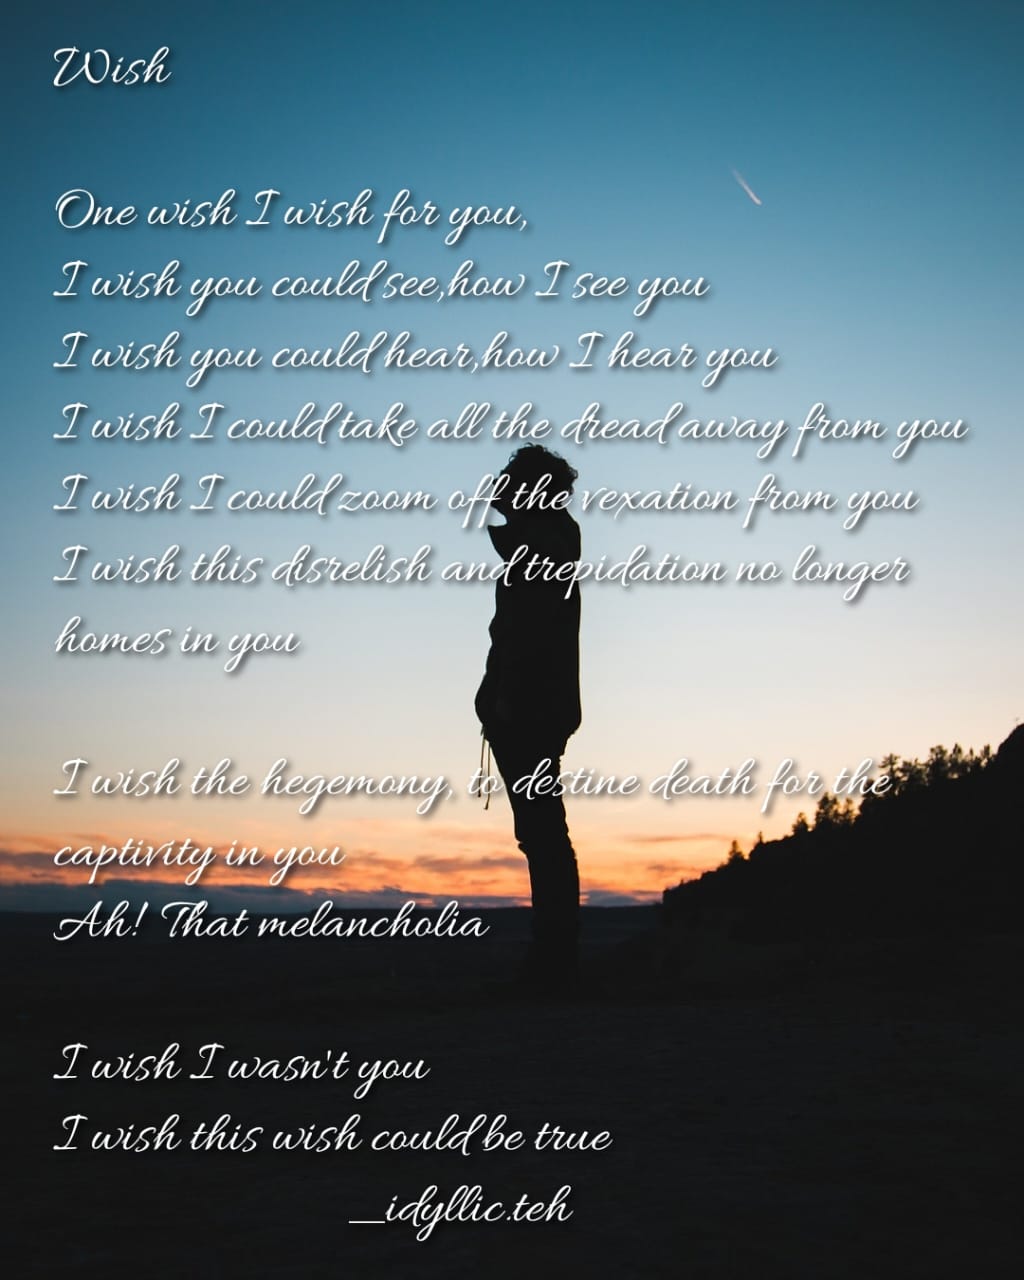 Wish
One wish I wish for you,
I wish you could see,how I see you
I wish you could hear,how I hear you
I wish I could take all the dread away from you
I wish I could zoom off the vexation from you
I wish this disrelish and trepidation no longer
homes in you
I wish the hegemony, to destine death for the
captivity in you
Ah! That melancholia
I wish I wasn't you
I wish this wish could be true
_idyllic.teh